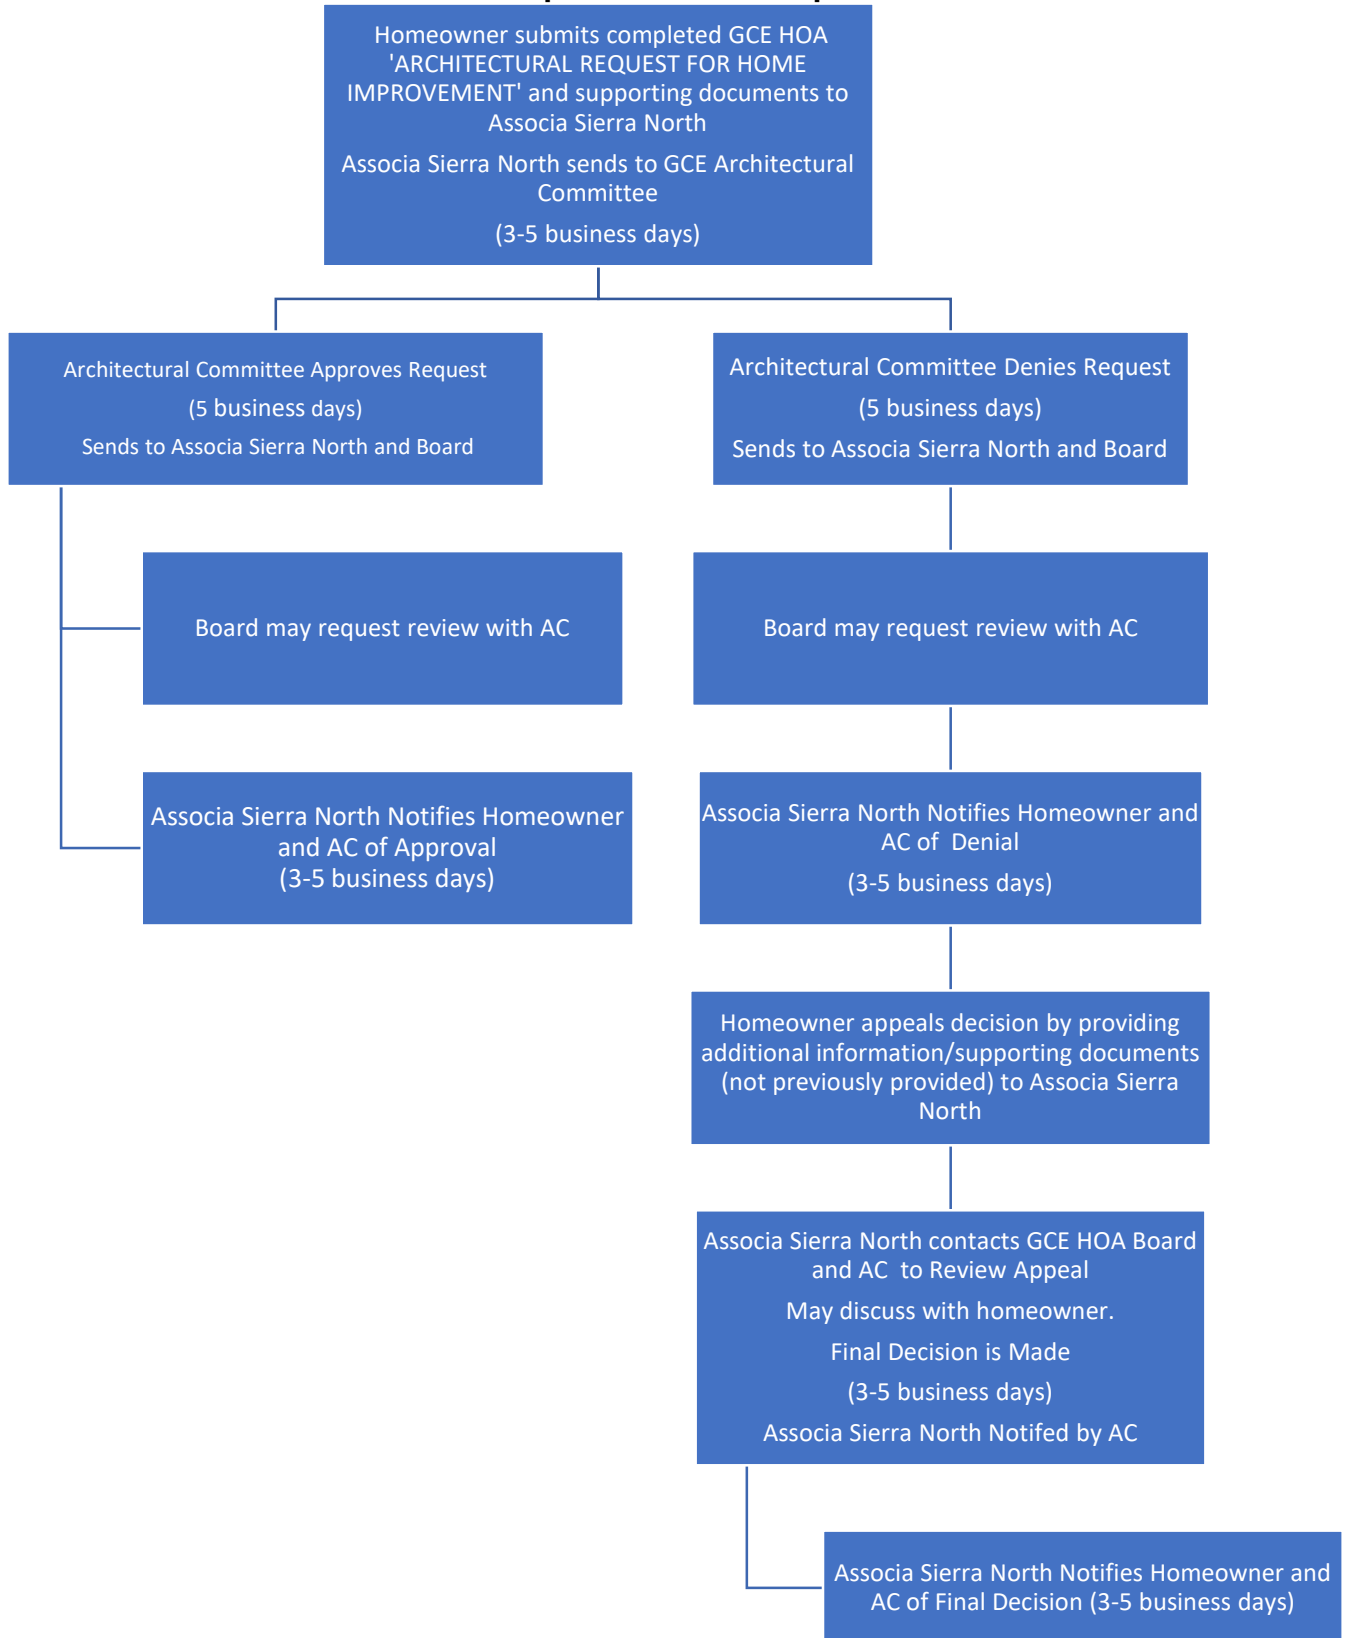 Homeowner submits completed GCE HOA
'ARCHITECTURAL REQUEST FOR HOME
IMPROVEMENT' and supporting documents to
Associa Sierra North
Associa Sierra North sends to GCE Architectural
Committee
(3-5 business days)
Architectural Committee Approves Request
(5 business days)
Sends to Associa Sierra North and Board
Architectural Committee Denies Request
(5 business days)
Sends to Associa Sierra North and Board
Board may request review with AC
Board may request review with AC
Associa Sierra North Notifies Homeowner
and AC of Approval
(3-5 business days)
Associa Sierra North Notifies Homeowner and
AC of  Denial
(3-5 business days)
Homeowner appeals decision by providing
additional information/supporting documents
(not previously provided) to Associa Sierra
North
Associa Sierra North contacts GCE HOA Board
and AC  to Review Appeal
May discuss with homeowner.
Final Decision is Made
(3-5 business days)
Associa Sierra North Notifed by AC
Associa Sierra North Notifies Homeowner and
AC of Final Decision (3-5 business days)